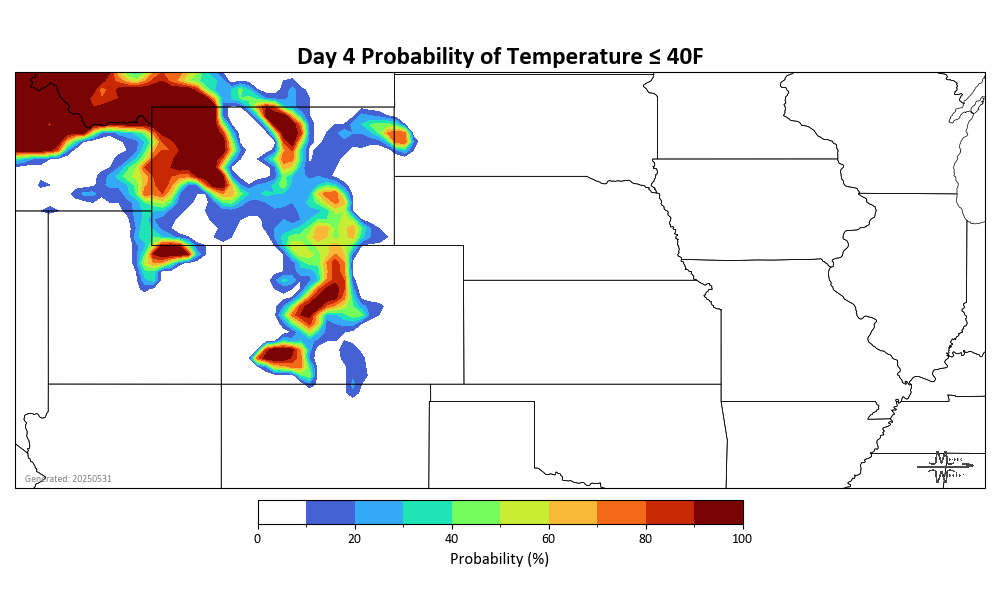 Day 4 Probability of Temperature ≤ 40F
Generated: 20250531
0 20 40 60 80 100
Probability (%)